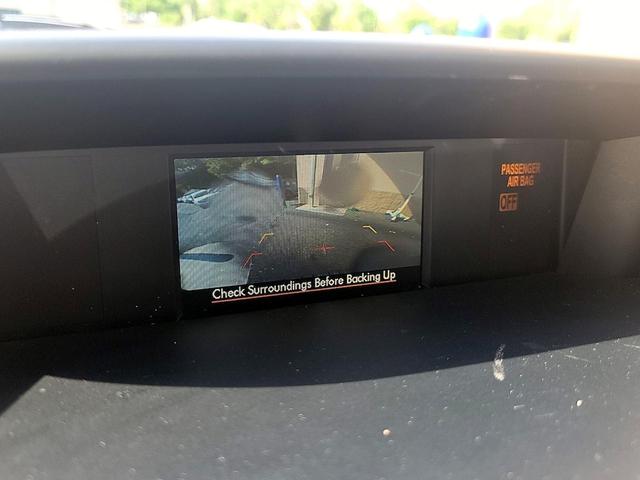 PASSENGER
AIR BAG
OFF
Check Surroundings Before Backing Up